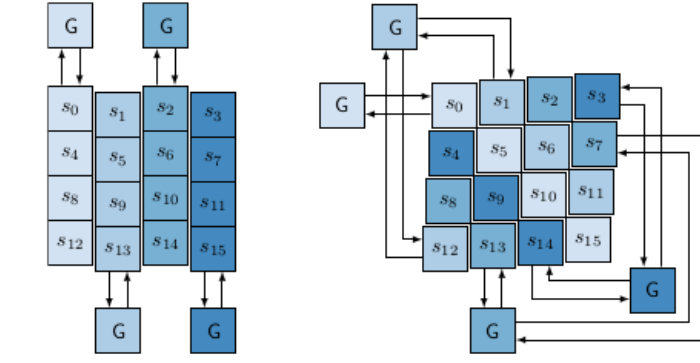 G G
s0 s1 s2 s3
s4 s5 s6 s7
s8 s9 s10 s11
s12 s13 s14 s15
G G
G
G
s0 s1 s2 s3
s4 s5 s6 s7
s8 s9 s10 s11
s12 s13 s14 s15
G
G